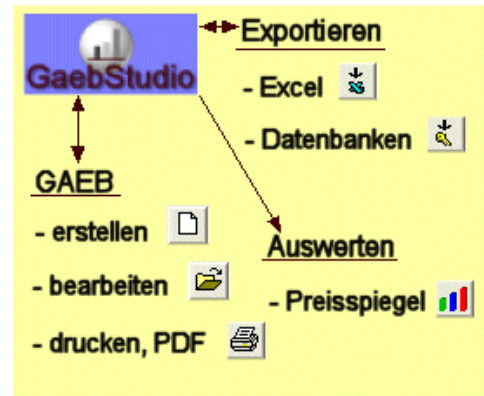 GaebStudio
Exportieren
- Excel
- Datenbanken
GAEB
- erstellen
- bearbeiten
- drucken, PDF
Auswerten
- Preisspiegel